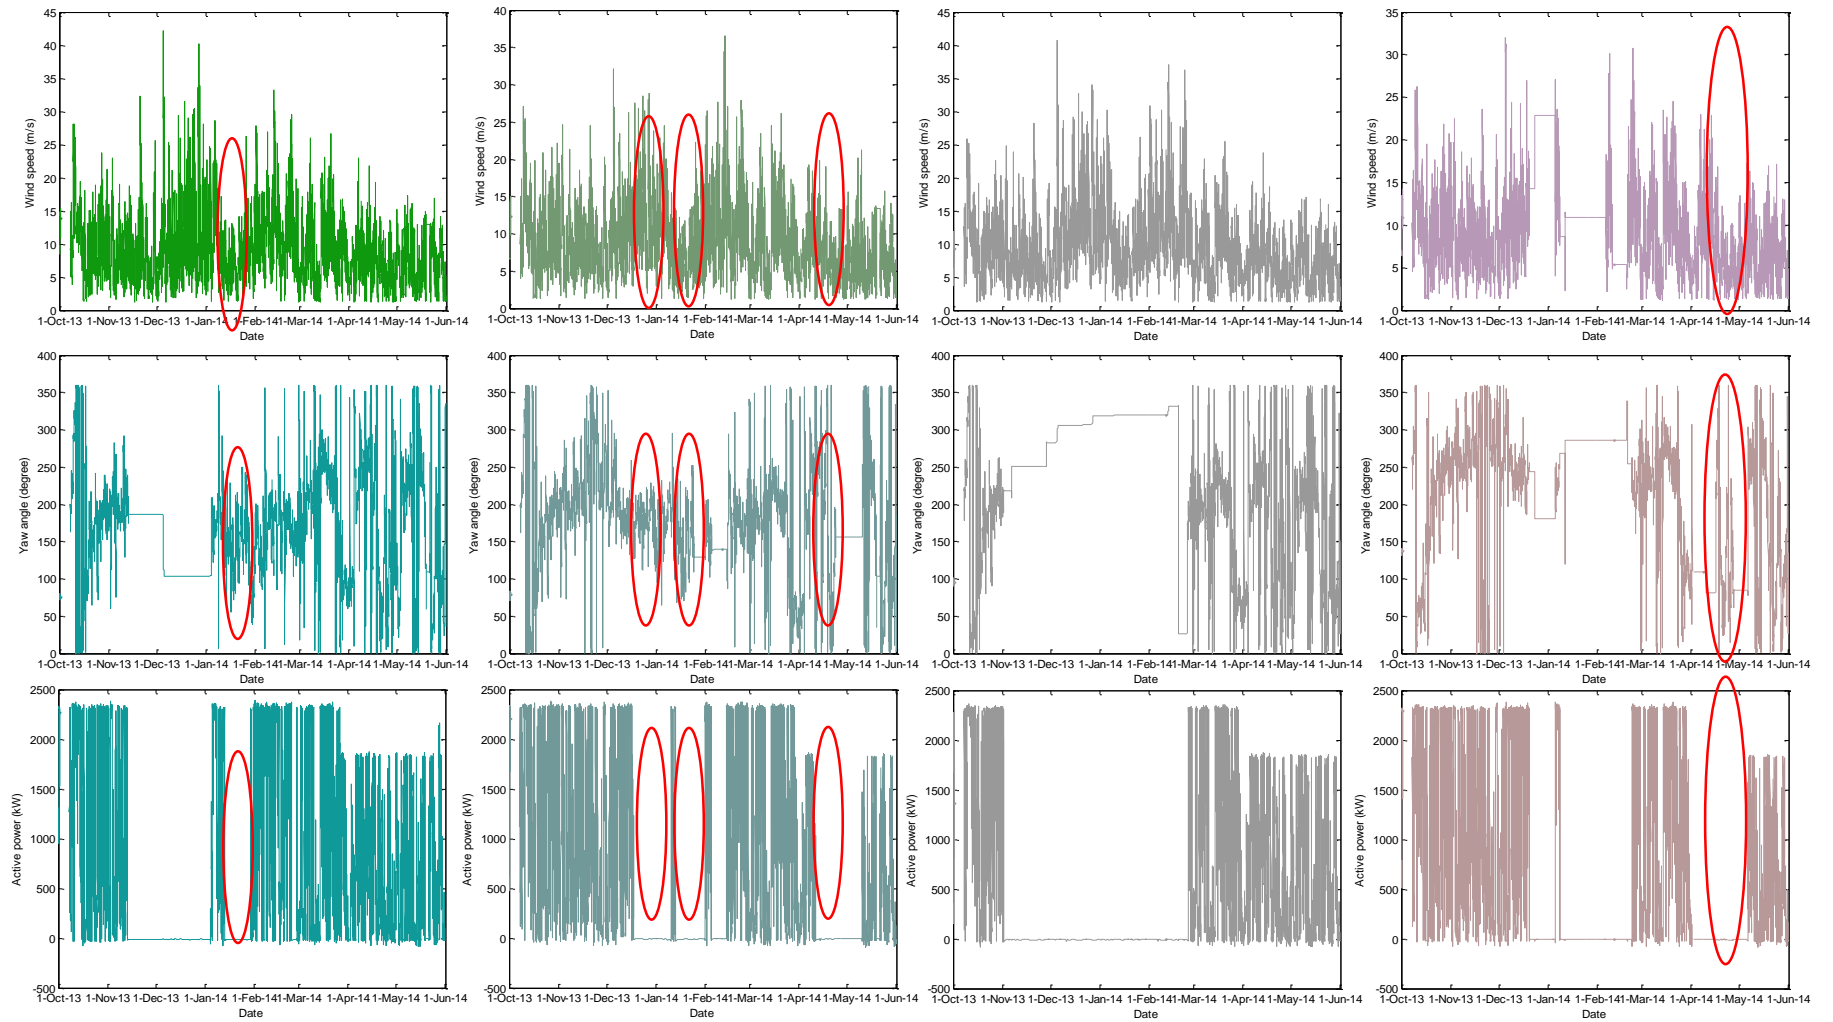 45
40
35
30
25
20
15
10
5
0
Wind speed (m/s)
1-Oct-13 1-Nov-13 1-Dec-13 1-Jan-14 1-Feb-14 1-Mar-14 1-Apr-14 1-May-14 1-Jun-14
Date
40
35
30
25
20
15
10
5
0
Wind speed (m/s)
1-Oct-13 1-Nov-13 1-Dec-13 1-Jan-14 1-Feb-14 1-Mar-14 1-Apr-14 1-May-14 1-Jun-14
Date
45
40
35
30
25
20
15
10
5
0
Wind speed (m/s)
1-Oct-13 1-Nov-13 1-Dec-13 1-Jan-14 1-Feb-14 1-Mar-14 1-Apr-14 1-May-14 1-Jun-14
Date
35
30
25
20
15
10
5
0
Wind speed (m/s)
1-Oct-13 1-Nov-13 1-Dec-13 1-Jan-14 1-Feb-14 1-Mar-14 1-Apr-14 1-May-14 1-Jun-14
Date
400
350
300
250
200
150
100
50
0
Yaw angle (degree)
1-Oct-13 1-Nov-13 1-Dec-13 1-Jan-14 1-Feb-14 1-Mar-14 1-Apr-14 1-May-14 1-Jun-14
Date
400
350
300
250
200
150
100
50
0
Yaw angle (degree)
1-Oct-13 1-Nov-13 1-Dec-13 1-Jan-14 1-Feb-14 1-Mar-14 1-Apr-14 1-May-14 1-Jun-14
Date
400
350
300
250
200
150
100
50
0
Yaw angle (degree)
1-Oct-13 1-Nov-13 1-Dec-13 1-Jan-14 1-Feb-14 1-Mar-14 1-Apr-14 1-May-14 1-Jun-14
Date
400
350
300
250
200
150
100
50
0
Yaw angle (degree)
1-Oct-13 1-Nov-13 1-Dec-13 1-Jan-14 1-Feb-14 1-Mar-14 1-Apr-14 1-May-14 1-Jun-14
Date
2500
2000
1500
1000
500
0
-500
Active power (kW)
1-Oct-13 1-Nov-13 1-Dec-13 1-Jan-14 1-Feb-14 1-Mar-14 1-Apr-14 1-May-14 1-Jun-14
Date
2500
2000
1500
1000
500
0
-500
Active power (kW)
1-Oct-13 1-Nov-13 1-Dec-13 1-Jan-14 1-Feb-14 1-Mar-14 1-Apr-14 1-May-14 1-Jun-14
Date
2500
2000
1500
1000
500
0
-500
Active power (kW)
1-Oct-13 1-Nov-13 1-Dec-13 1-Jan-14 1-Feb-14 1-Mar-14 1-Apr-14 1-May-14 1-Jun-14
Date
2500
2000
1500
1000
500
0
-500
Active power (kW)
1-Oct-13 1-Nov-13 1-Dec-13 1-Jan-14 1-Feb-14 1-Mar-14 1-Apr-14 1-May-14 1-Jun-14
Date